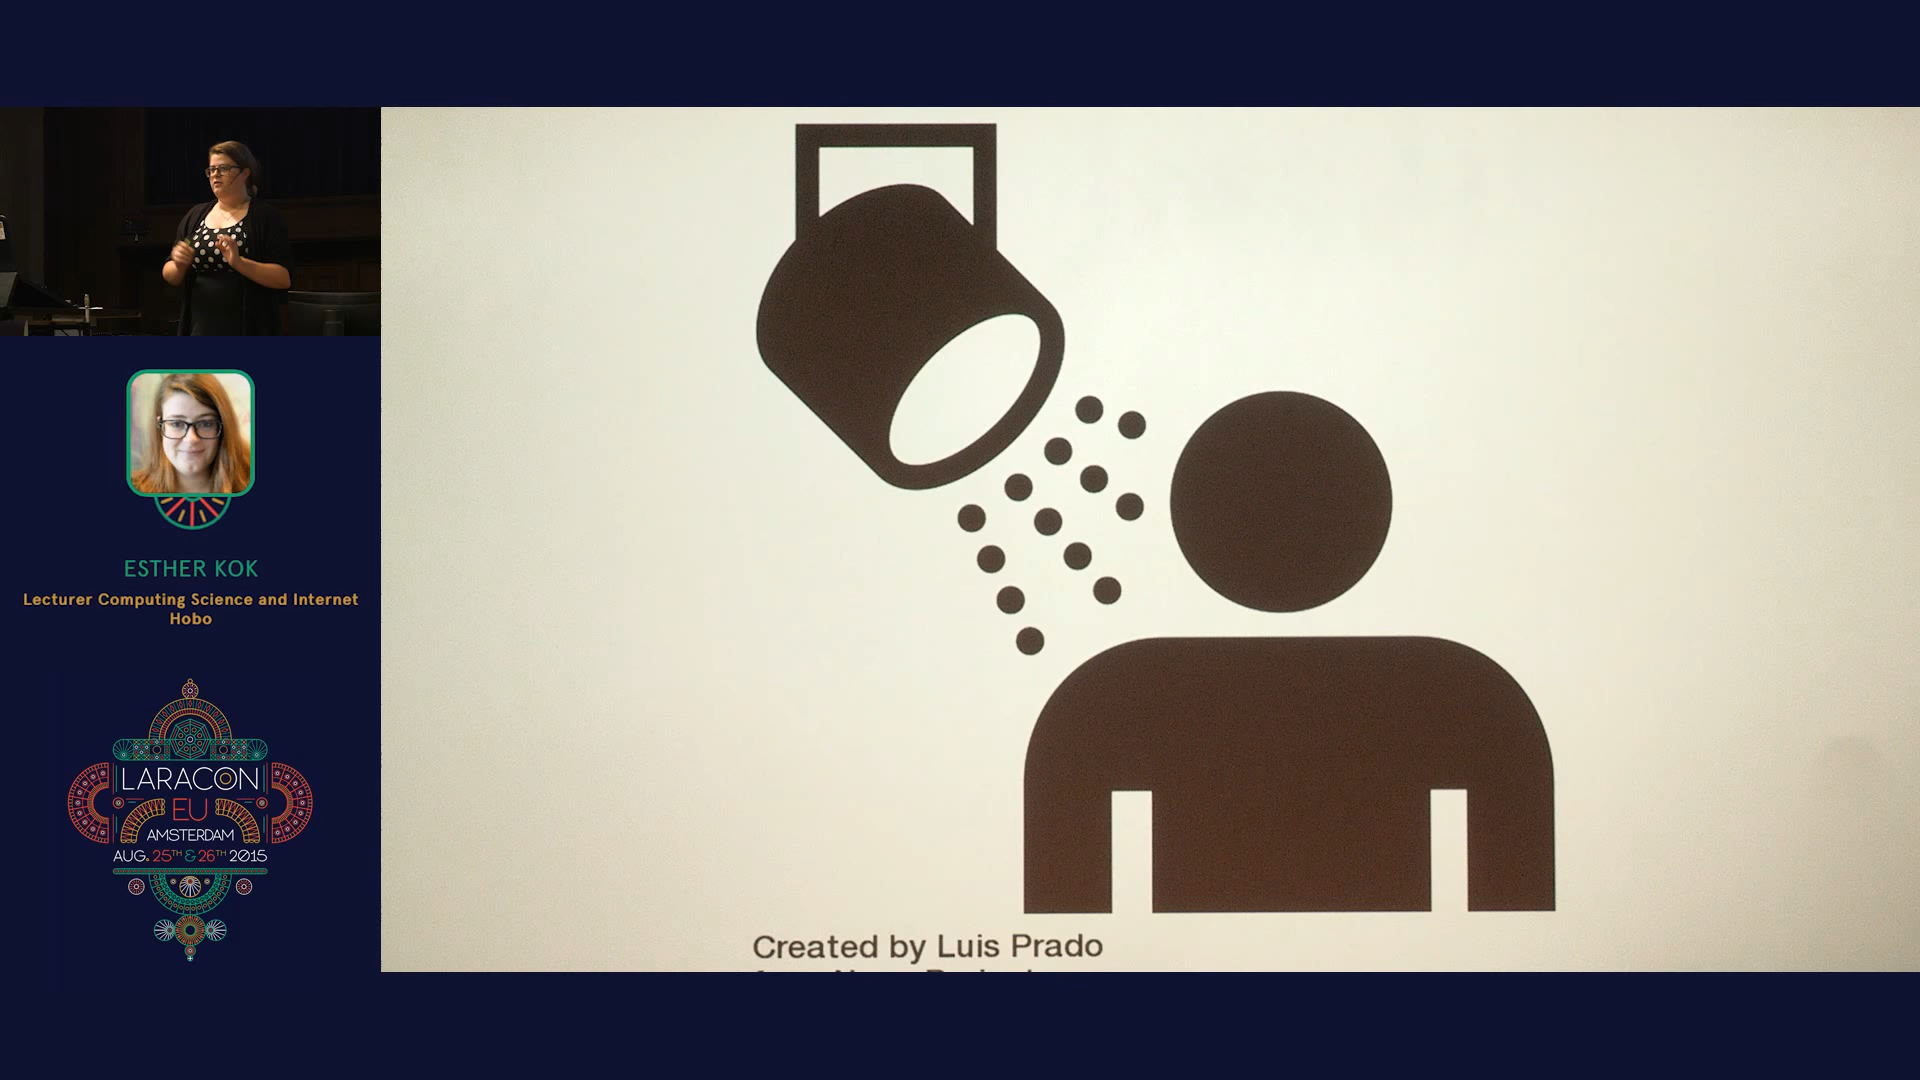 ESTHER KOK
Lecturer Computing Science and Internet
Hobo
LARACON
EU
AMSTERDAM
AUG. 25TH & 26TH 2015
Created by Luis Prado